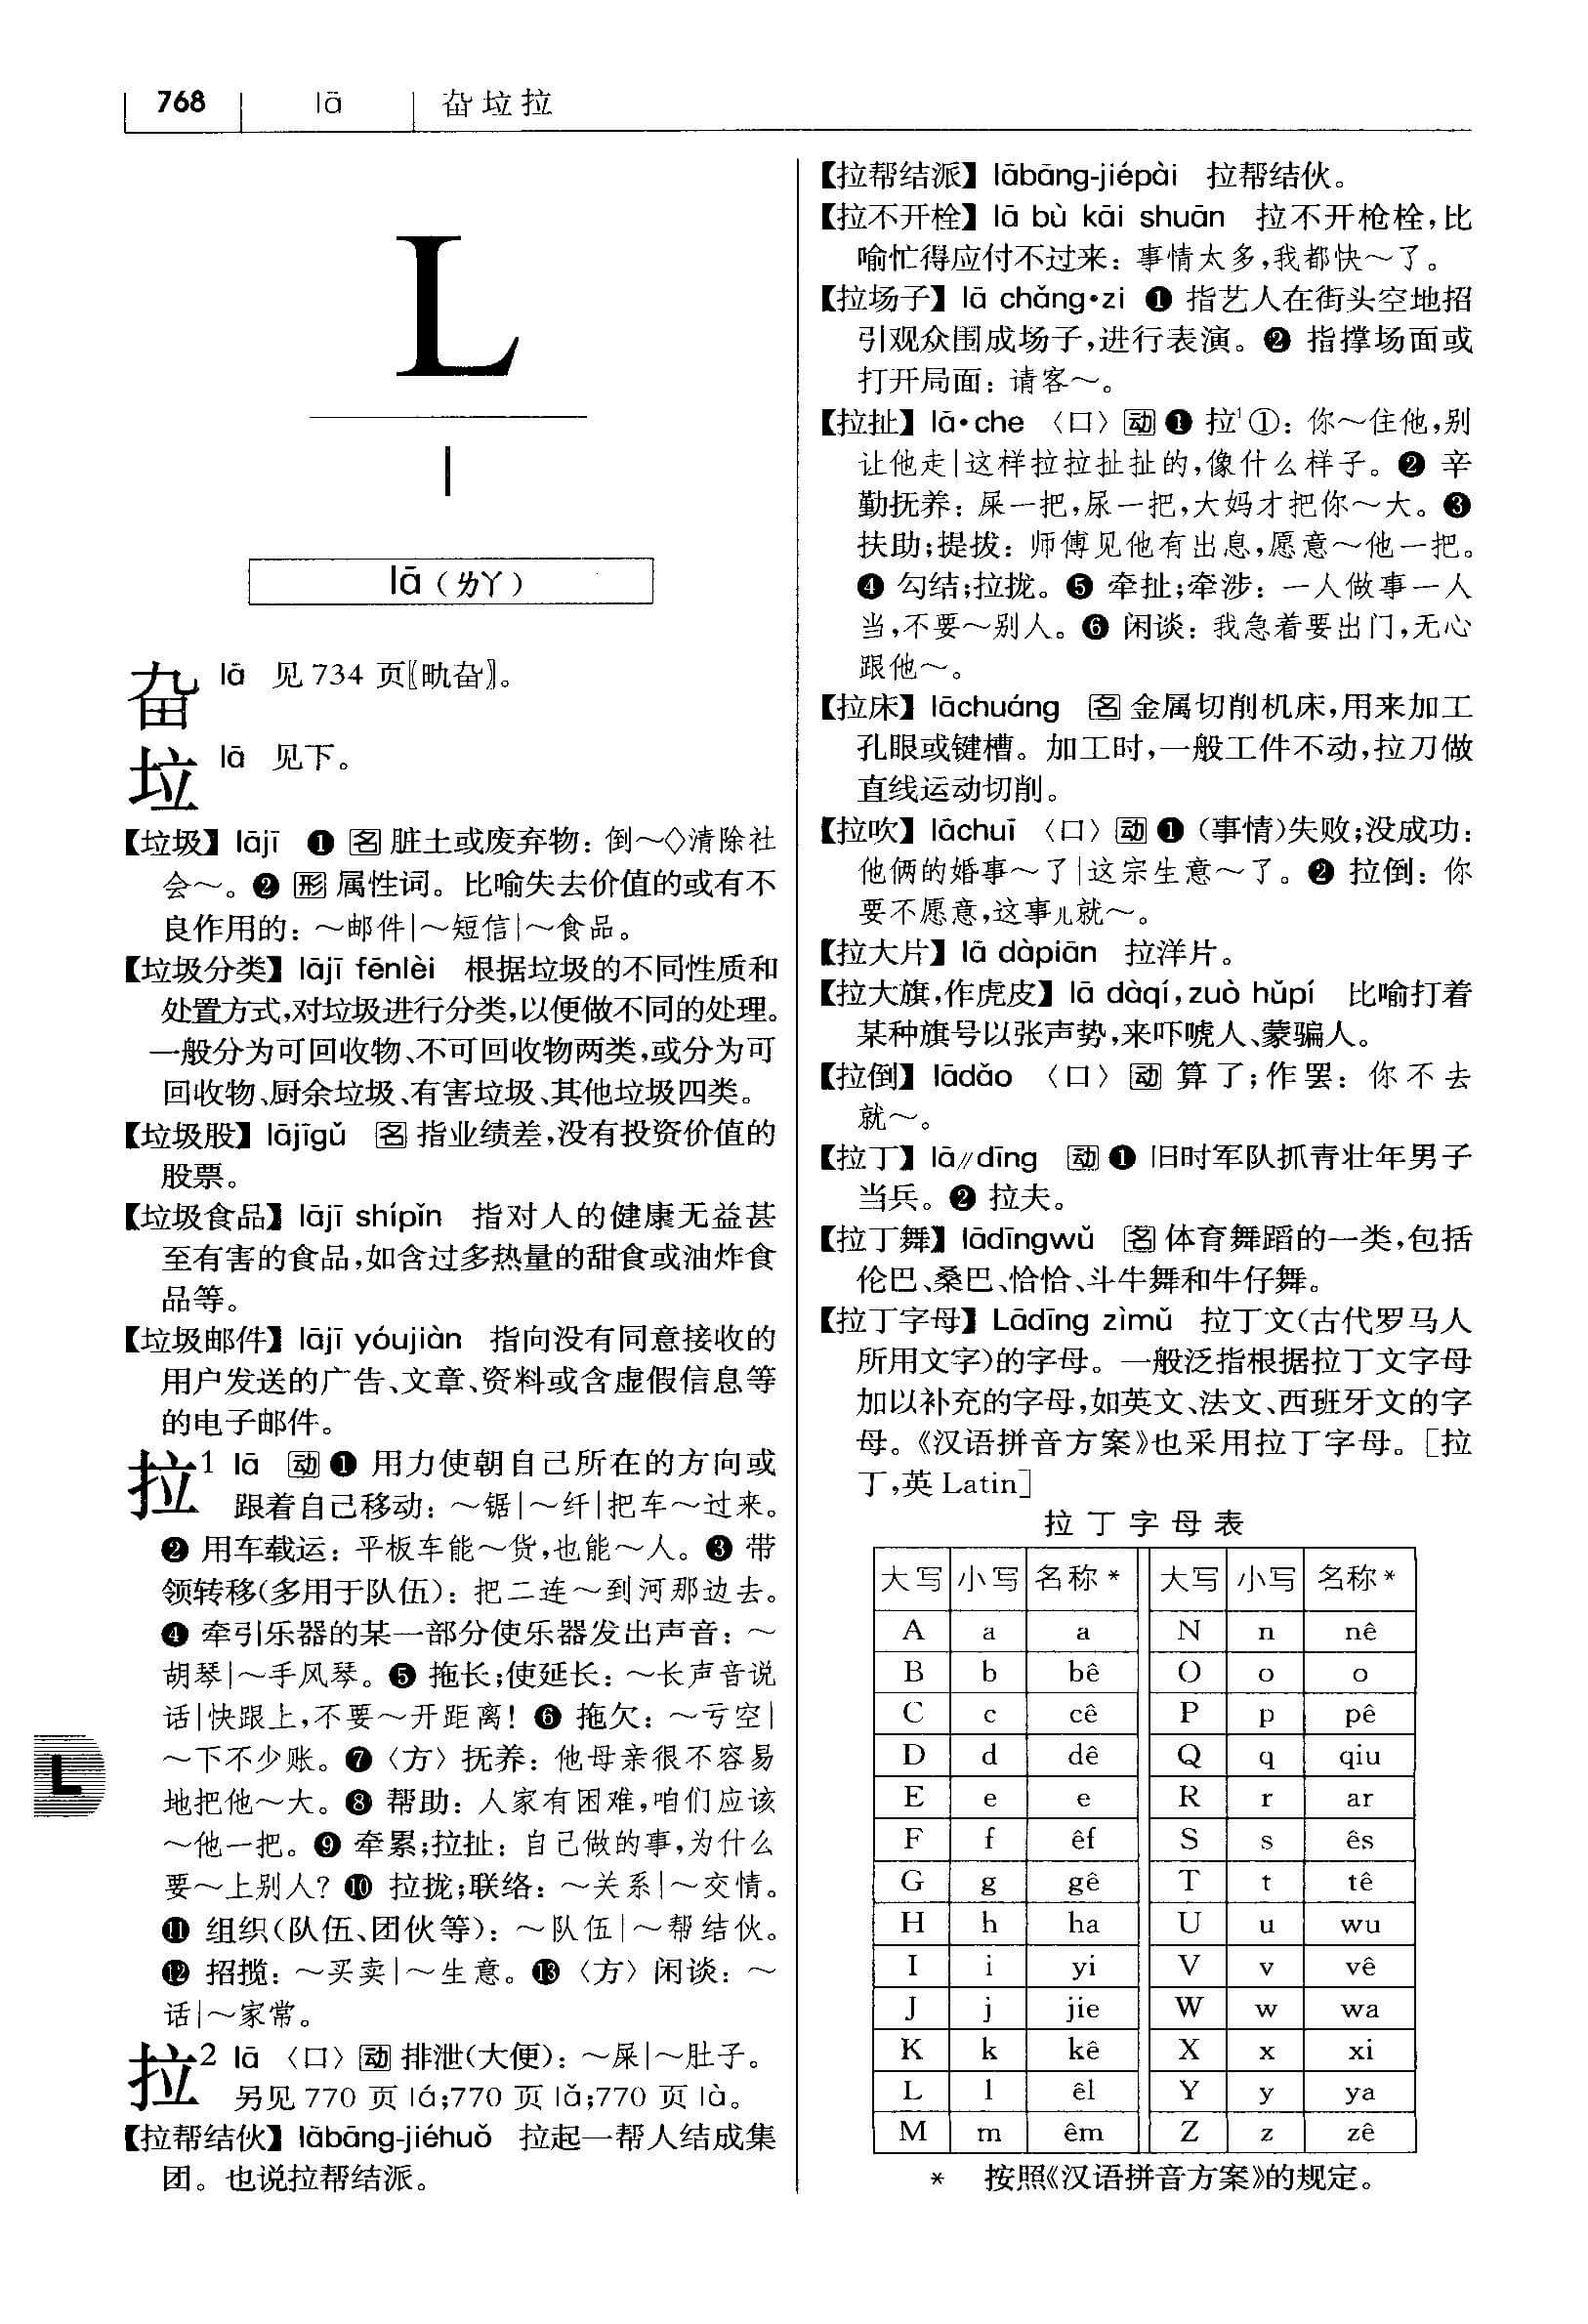 768 lā 旮垃拉
L
l
lā（ㄌㄚ）
旮 lā 见 734 页〖旯旮〗。
垃 lā 见下。
【垃圾】lājī ❶ 名 脏土或废弃物：倒～◇清除社
会～。❷ 形 属性词。比喻失去价值的或有不
良作用的：～邮件|～短信|～食品。
【垃圾分类】lājī fēnlèi 根据垃圾的不同性质和
处置方式，对垃圾进行分类，以便做不同的处理。
一般分为可回收物、不可回收物两类，或分为可
回收物、厨余垃圾、有害垃圾、其他垃圾四类。
【垃圾股】lājīgǔ 名 指业绩差，没有投资价值的
股票。
【垃圾食品】lājī shípǐn 指对人的健康无益甚
至有害的食品，如含过多热量的甜食或油炸食
品等。
【垃圾邮件】lājī yóujiàn 指向没有同意接收的
用户发送的广告、文章、资料或含虚假信息等
的电子邮件。
拉1 lā 动 ❶ 用力使朝自己所在的方向或
跟着自己移动：～锯|～纤|把车～过来。
❷ 用车载运：平板车能～货，也能～人。❸ 带
领转移（多用于队伍）：把二连～到河那边去。
❹ 牵引乐器的某一部分使乐器发出声音：～
胡琴|～手风琴。❺ 拖长；使延长：～长声音说
话|快跟上，不要～开距离！❻ 拖欠：～亏空|
～下不少账。❼〈方〉抚养：他母亲很不容易
地把他～大。❽ 帮助：人家有困难，咱们应该
～他一把。❾ 牵累；拉扯：自己做的事，为什么
要～上别人？❿ 拉拢；联络：～关系|～交情。
⓫ 组织（队伍、团伙等）：～队伍|～帮结伙。
⓬ 招揽：～买卖|～生意。⓭〈方〉闲谈：～
话|～家常。
拉2 lā〈口〉动 排泄（大便）：～屎|～肚子。
另见 770 页 lá；770 页 lǎ；770 页 là。
【拉帮结伙】lābāng-jiéhuǒ 拉起一帮人结成集
团。也说拉帮结派。
【拉帮结派】lābāng-jiépài 拉帮结伙。
【拉不开栓】lā bù kāi shuān 拉不开枪栓，比
喻忙得应付不过来：事情太多，我都快～了。
【拉场子】lā chǎng•zi ❶ 指艺人在街头空地招
引观众围成场子，进行表演。❷ 指撑场面或
打开局面：请客～。
【拉扯】lā•che〈口〉动 ❶ 拉¹①：你～住他，别
让他走|这样拉拉扯扯的，像什么样子。❷ 辛
勤抚养：屎一把，尿一把，大妈才把你～大。❸
扶助；提拔：师傅见他有出息，愿意～他一把。
❹ 勾结；拉拢。❺ 牵扯；牵涉：一人做事一人
当，不要～别人。❻ 闲谈：我急着要出门，无心
跟他～。
【拉床】lāchuáng 名 金属切削机床，用来加工
孔眼或键槽。加工时，一般工件不动，拉刀做
直线运动切削。
【拉吹】lāchuī〈口〉动 ❶（事情）失败；没成功：
他俩的婚事～了|这宗生意～了。❷ 拉倒：你
要不愿意，这事儿就～。
【拉大片】lā dàpiān 拉洋片。
【拉大旗，作虎皮】lā dàqí，zuò hǔpí 比喻打着
某种旗号以张声势，来吓唬人、蒙骗人。
【拉倒】lādǎo〈口〉动 算了；作罢：你不去
就～。
【拉丁】lā∥dīng 动 ❶ 旧时军队抓青壮年男子
当兵。❷ 拉夫。
【拉丁舞】lādīngwǔ 名 体育舞蹈的一类，包括
伦巴、桑巴、恰恰、斗牛舞和牛仔舞。
【拉丁字母】Lādīng zìmǔ 拉丁文（古代罗马人
所用文字）的字母。一般泛指根据拉丁文字母
加以补充的字母，如英文、法文、西班牙文的字
母。《汉语拼音方案》也采用拉丁字母。［拉
丁，英 Latin］
拉丁字母表
大写 小写 名称* 大写 小写 名称*
A a a N n nê
B b bê O o o
C c cê P p pê
D d dê Q q qiu
E e e R r ar
F f êf S s ês
G g gê T t tê
H h ha U u wu
I i yi V v vê
J j jie W w wa
K k kê X x xi
L l êl Y y ya
M m êm Z z zê
* 按照《汉语拼音方案》的规定。
L